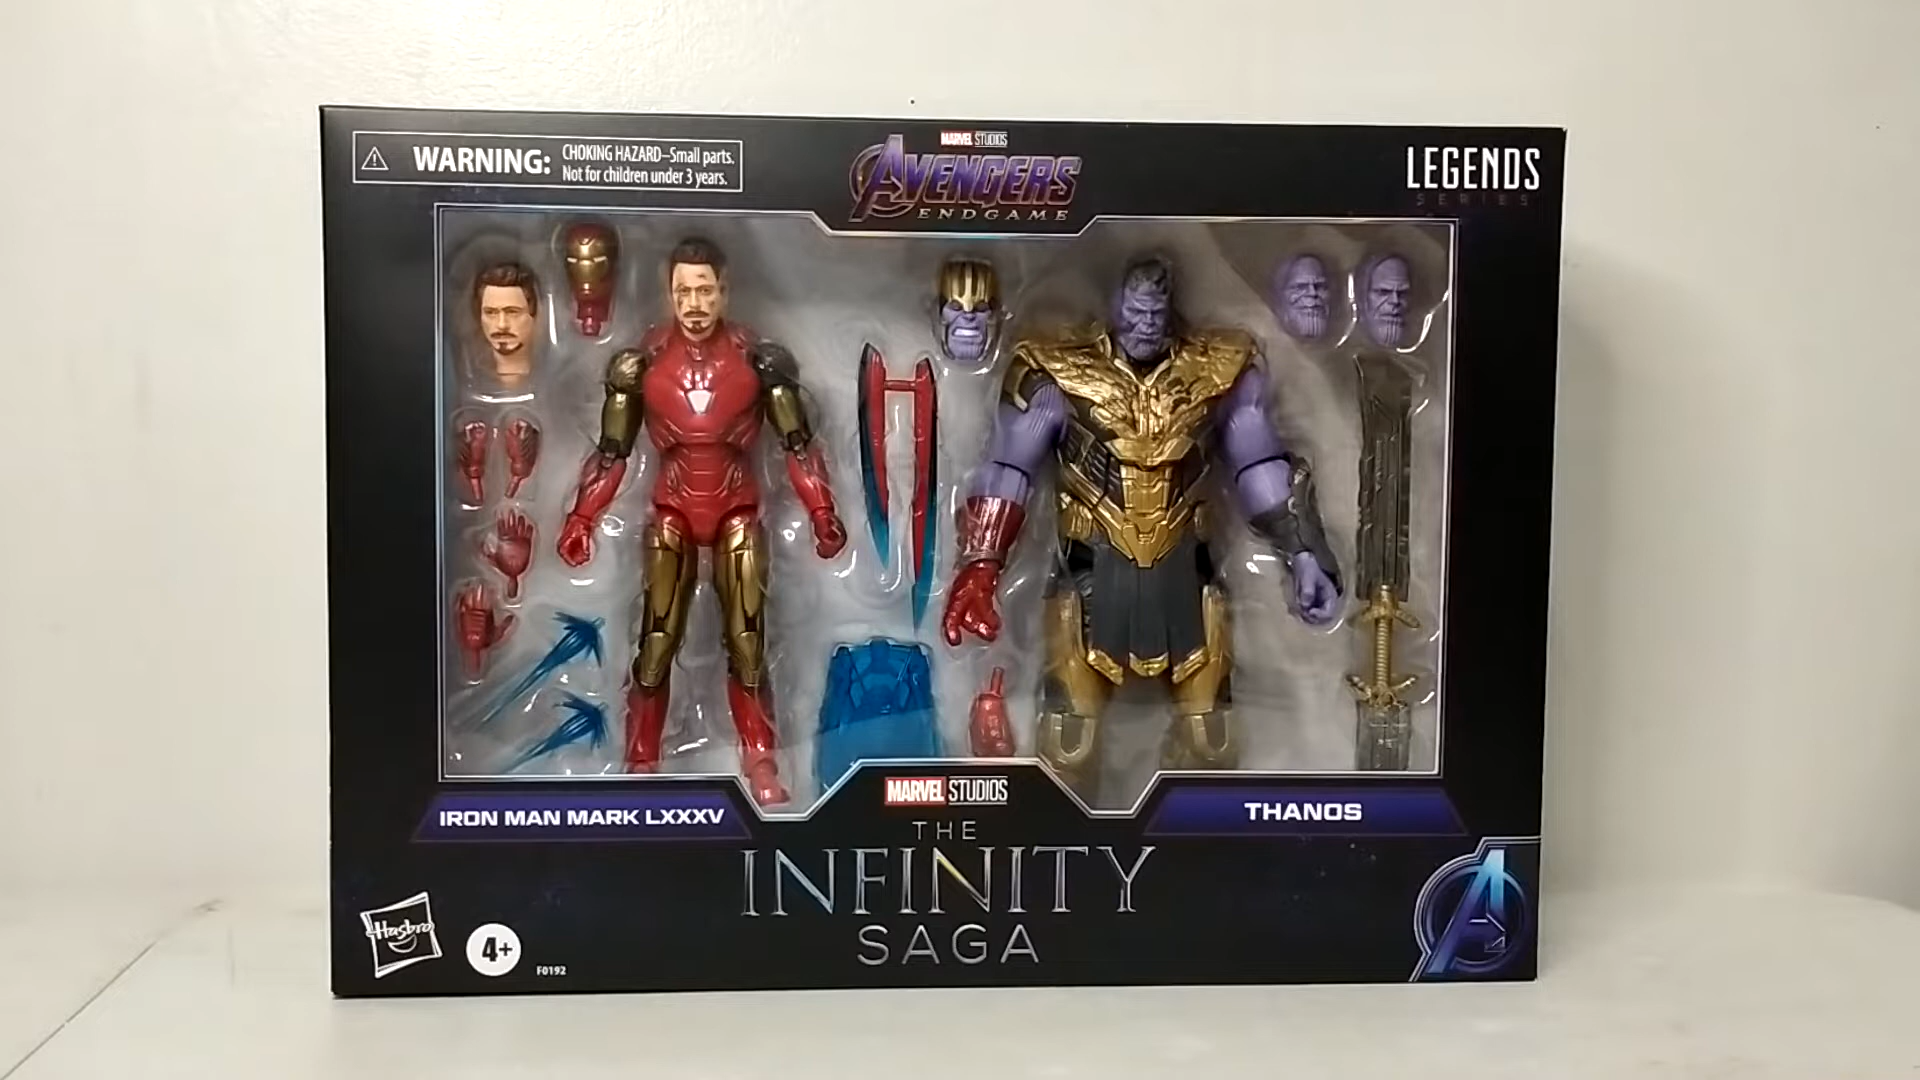 WARNING: CHOKING HAZARD–Small parts.
Not for children under 3 years.
MARVEL STUDIOS
AVENGERS
ENDGAME
LEGENDS
SERIES
IRON MAN MARK LXXXV
MARVEL STUDIOS
THANOS
THE
INFINITY
SAGA
Hasbro
4+
F0192